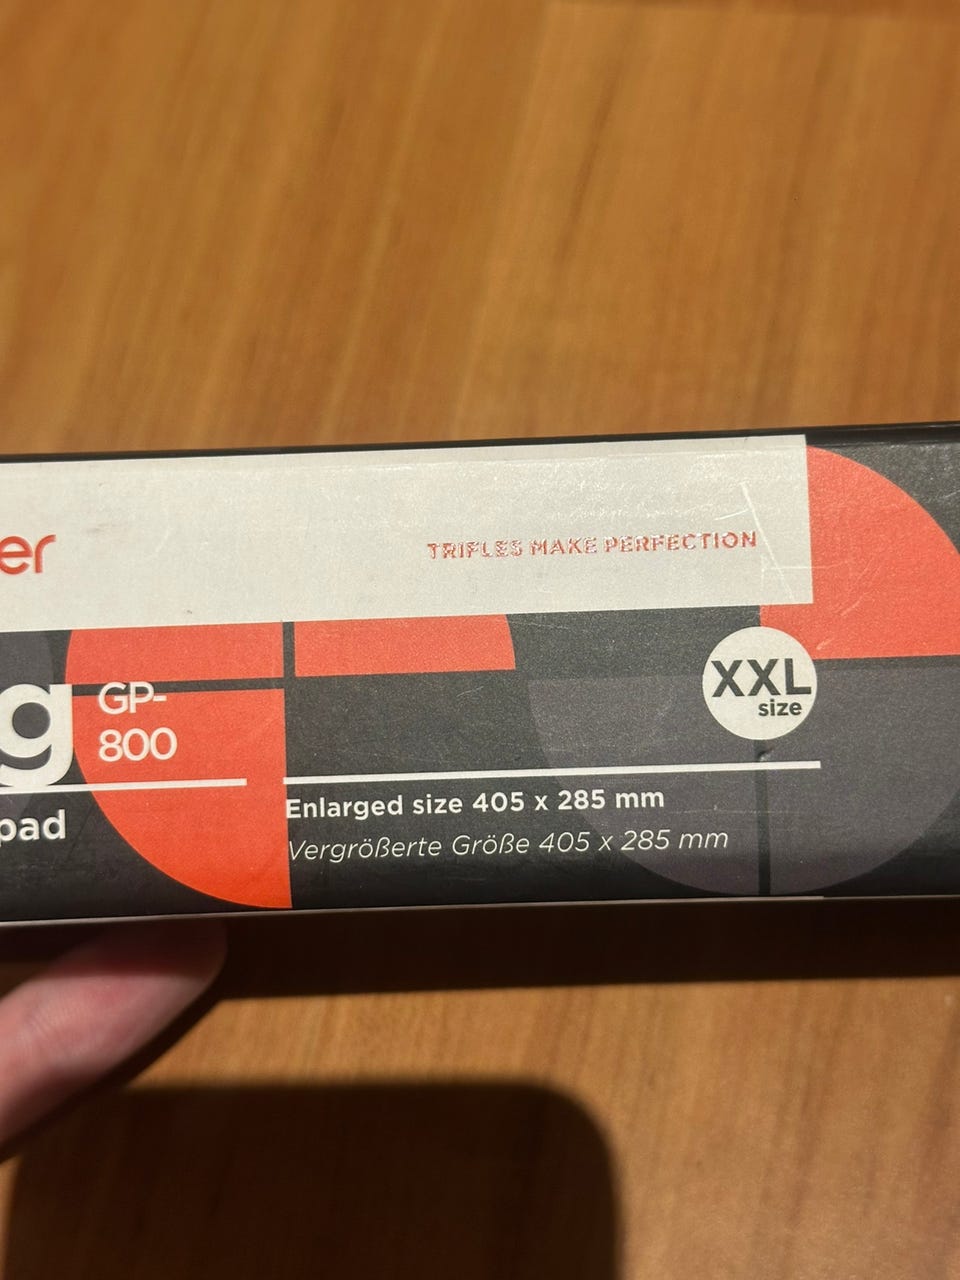 er
TRIFLES MAKE PERFECTION
g
GP-
800
XXL
size
pad
Enlarged size 405 x 285 mm
Vergrößerte Größe 405 x 285 mm